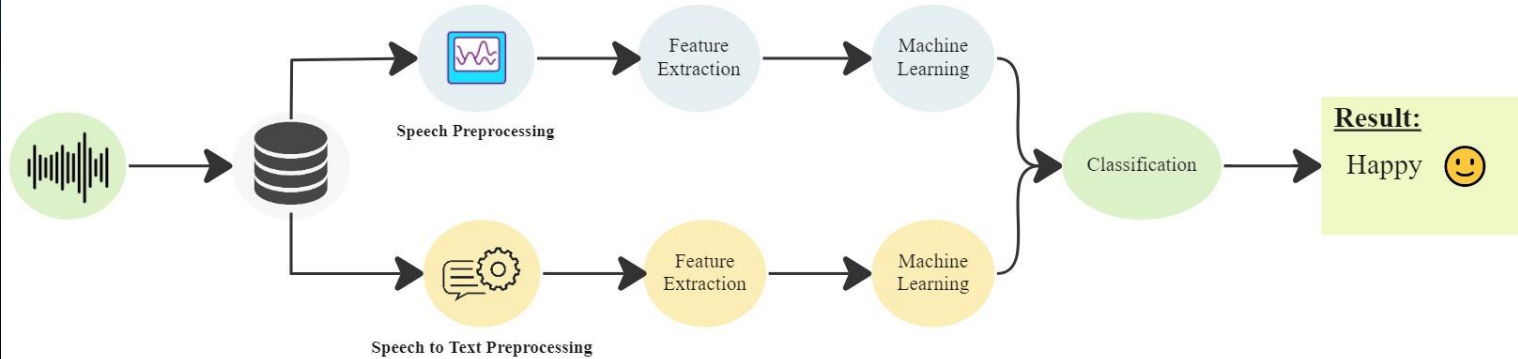 Feature
Extraction
Machine
Learning
Speech Preprocessing
Classification
Result:
Happy
Feature
Extraction
Machine
Learning
Speech to Text Preprocessing